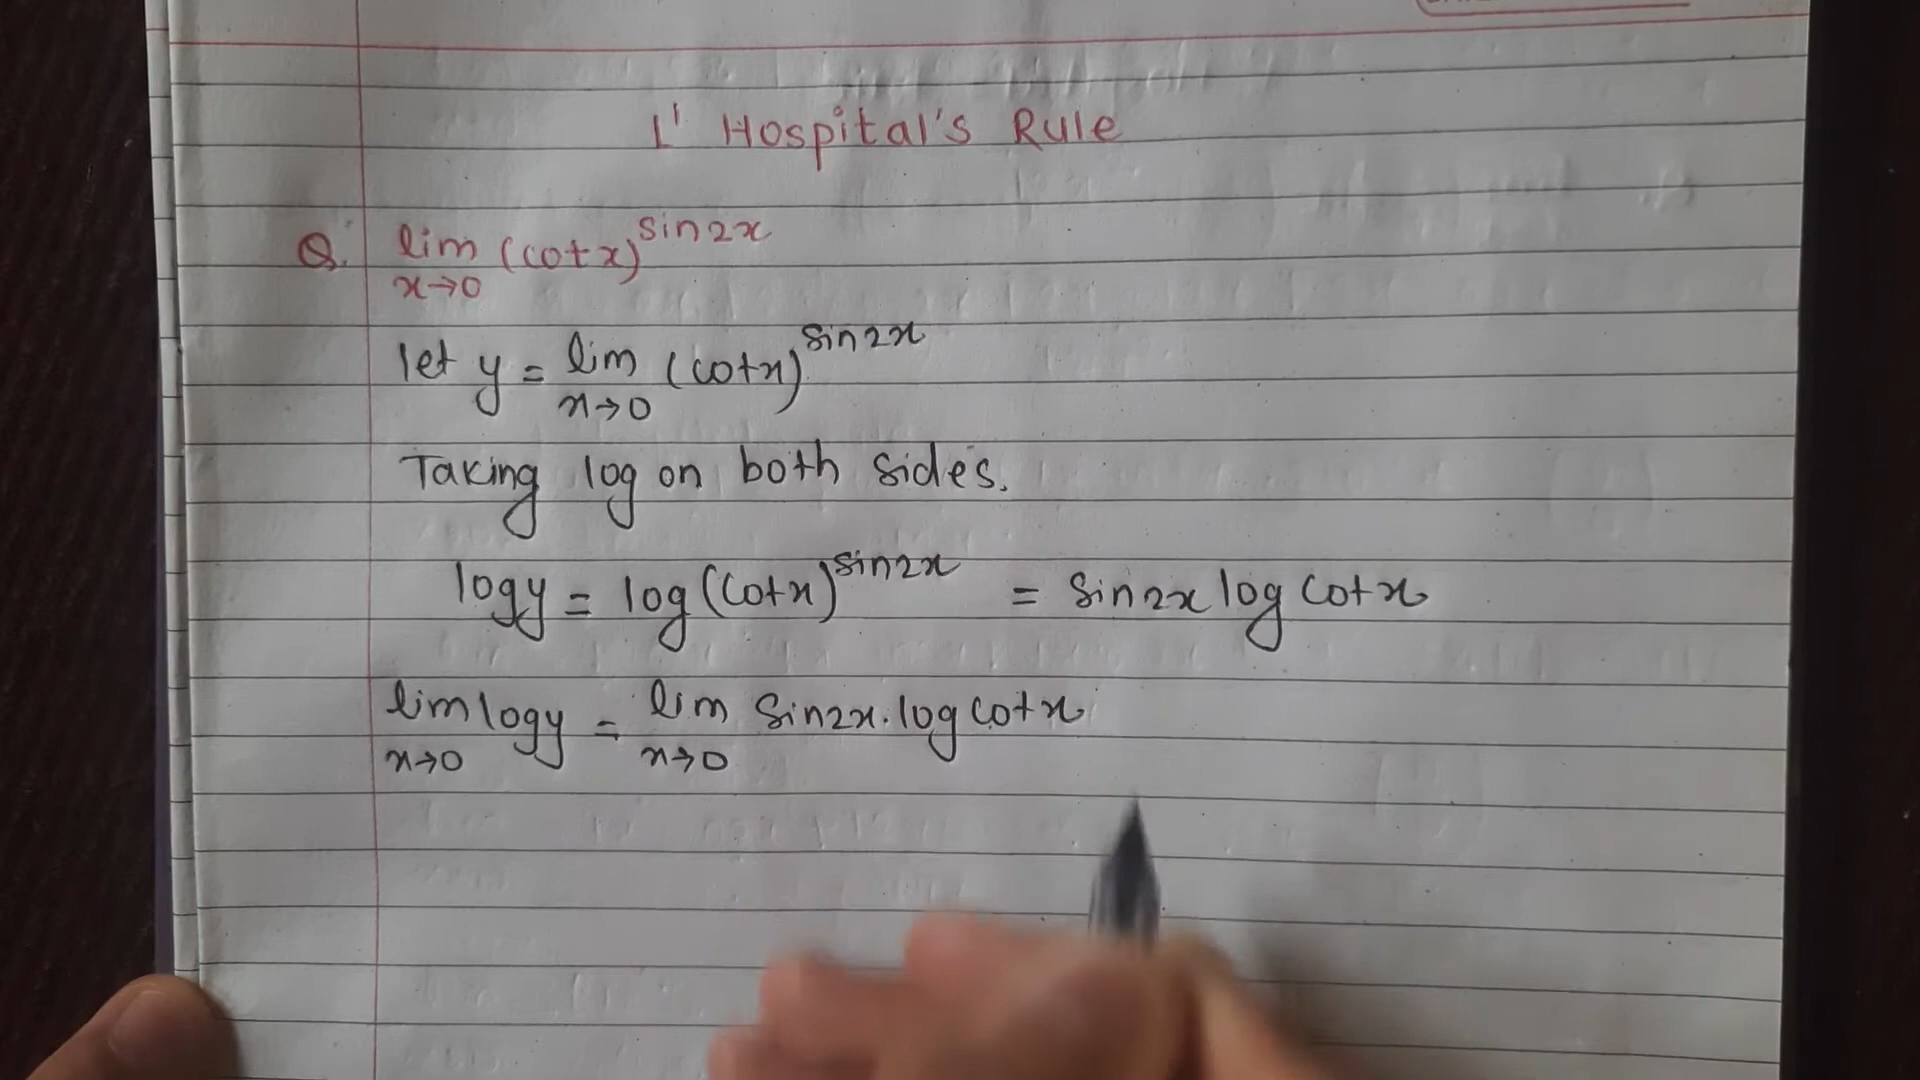 L' Hospital's Rule
Q. lim (cotx)^sin2x
x→0
let y = lim (cotx)^sin2x
x→0
Taking log on both sides.
logy = log(cotx)^sin2x = sin2x log cotx
lim logy = lim sin2x.log cotx
x→0 x→0